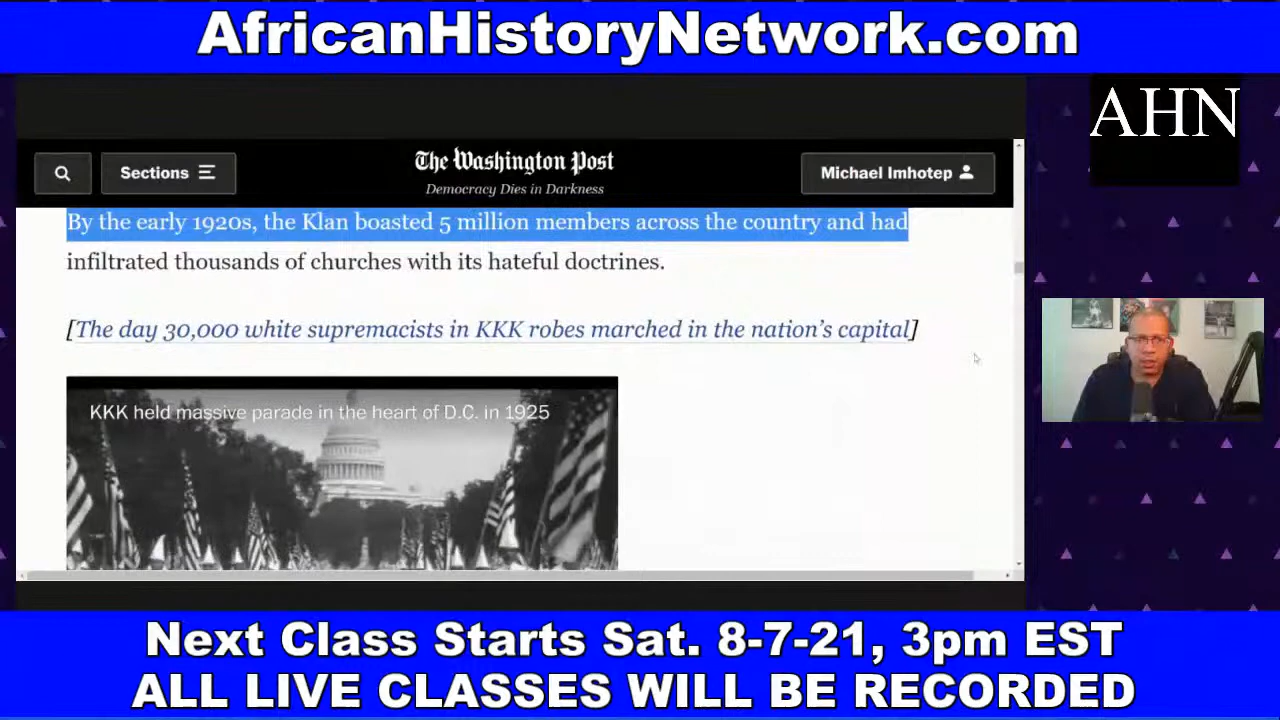 AfricanHistoryNetwork.com
AHN
Sections
The Washington Post
Democracy Dies in Darkness
Michael Imhotep
By the early 1920s, the Klan boasted 5 million members across the country and had
infiltrated thousands of churches with its hateful doctrines.
[The day 30,000 white supremacists in KKK robes marched in the nation's capital]
KKK held massive parade in the heart of D.C. in 1925
Next Class Starts Sat. 8-7-21, 3pm EST
ALL LIVE CLASSES WILL BE RECORDED